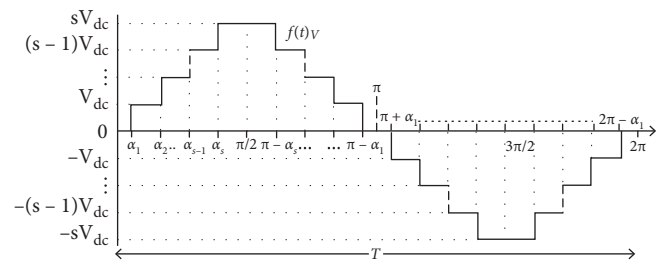 sV_dc
f(t)_V
(s – 1)V_dc
⋮
V_dc
π
π + α_1
2π – α_1
0
α_1 α_2.. α_{s–1} α_s π/2 π – α_s... ... π – α_1
3π/2
2π
–V_dc
⋮
–(s – 1)V_dc
–sV_dc
T